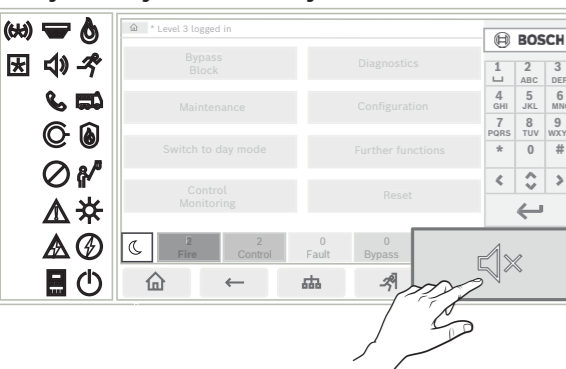 * Level 3 logged in
BOSCH
Bypass
Block
Diagnostics
Maintenance
Configuration
Switch to day mode
Further functions
Control
Monitoring
Reset
1 2 3
ABC DEF
4 5 6
GHI JKL MNO
7 8 9
PQRS TUV WXY
* 0 #
2 2 0 0
Fire Control Fault Bypass